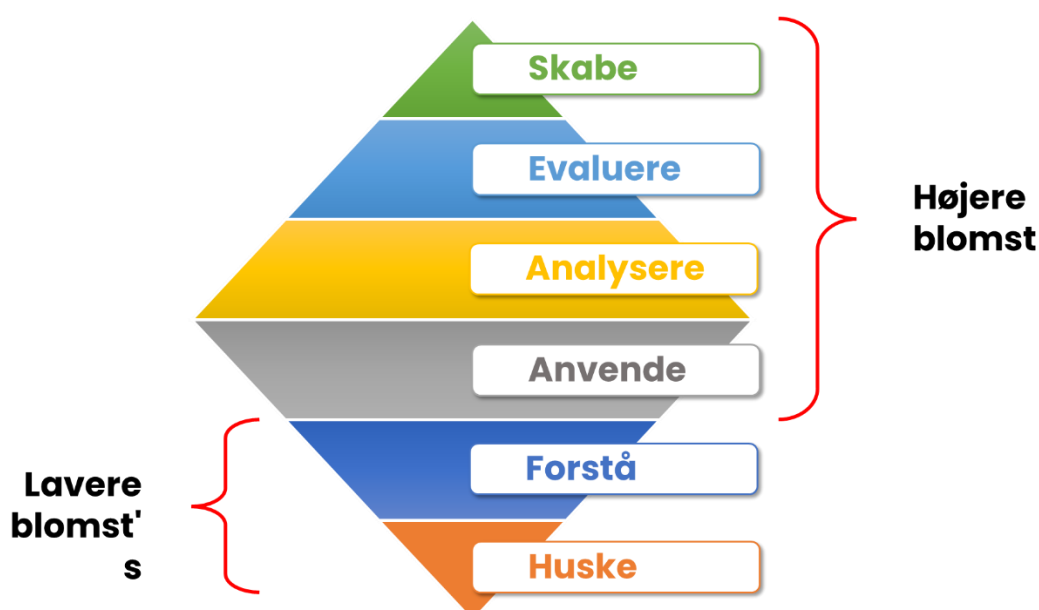 Skabe
Evaluere
Højere
blomst
Analysere
Anvende
Forstå
Lavere
blomst'
s
Huske